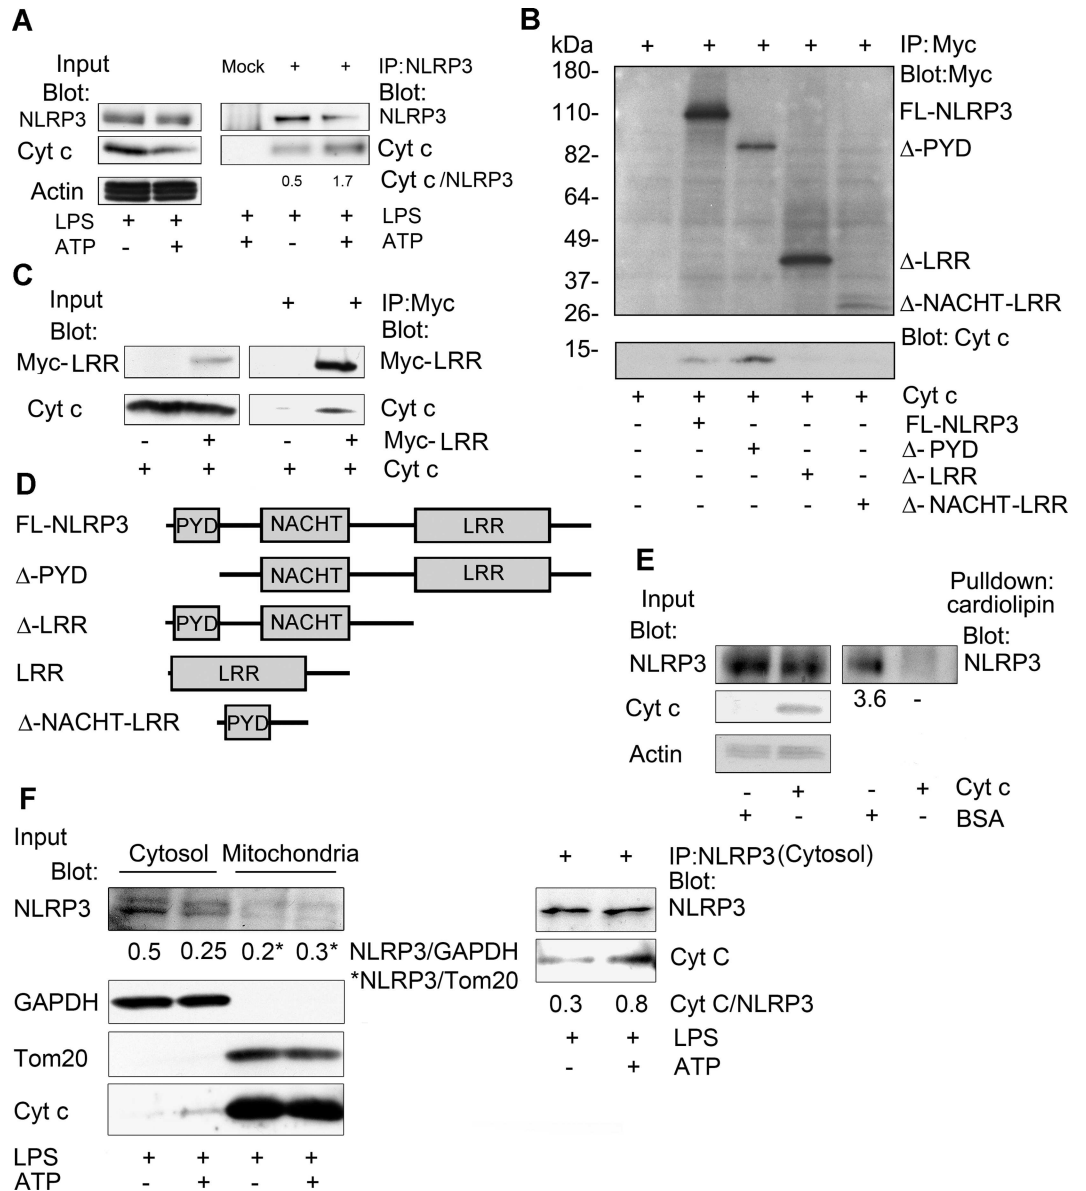 A
Input
Mock + + IP:NLRP3
Blot: Blot:
NLRP3 NLRP3
Cyt c Cyt c
0.5 1.7 Cyt c/NLRP3
Actin
LPS + + + + + LPS
ATP - + + - + ATP
B
kDa + + + + + IP:Myc
180- Blot:Myc
110- FL-NLRP3
82- Δ-PYD
64-
49-
Δ-LRR
37-
26- Δ-NACHT-LRR
Blot: Cyt c
15-
+ + + + + Cyt c
- + - - - FL-NLRP3
- - + - - Δ-PYD
- - - + - Δ-LRR
- - - - + Δ-NACHT-LRR
C
Input + + IP:Myc
Blot: Blot:
Myc-LRR Myc-LRR
Cyt c Cyt c
- + - + Myc-LRR
+ + + + Cyt c
D
FL-NLRP3 PYD NACHT LRR
Δ-PYD NACHT LRR
Δ-LRR PYD NACHT
LRR LRR
Δ-NACHT-LRR PYD
E
Input Pulldown:
cardiolipin
Blot: Blot:
NLRP3 NLRP3
3.6 -
Cyt c
Actin
- + - + Cyt c
+ - + - BSA
F
Input
Cytosol Mitochondria
Blot:
NLRP3
0.5 0.25 0.2* 0.3* NLRP3/GAPDH
*NLRP3/Tom20
GAPDH
Tom20
Cyt c
LPS + + + +
ATP - + - +
+ + IP:NLRP3(Cytosol)
Blot:
NLRP3
Cyt C
0.3 0.8 Cyt C/NLRP3
+ + LPS
- + ATP